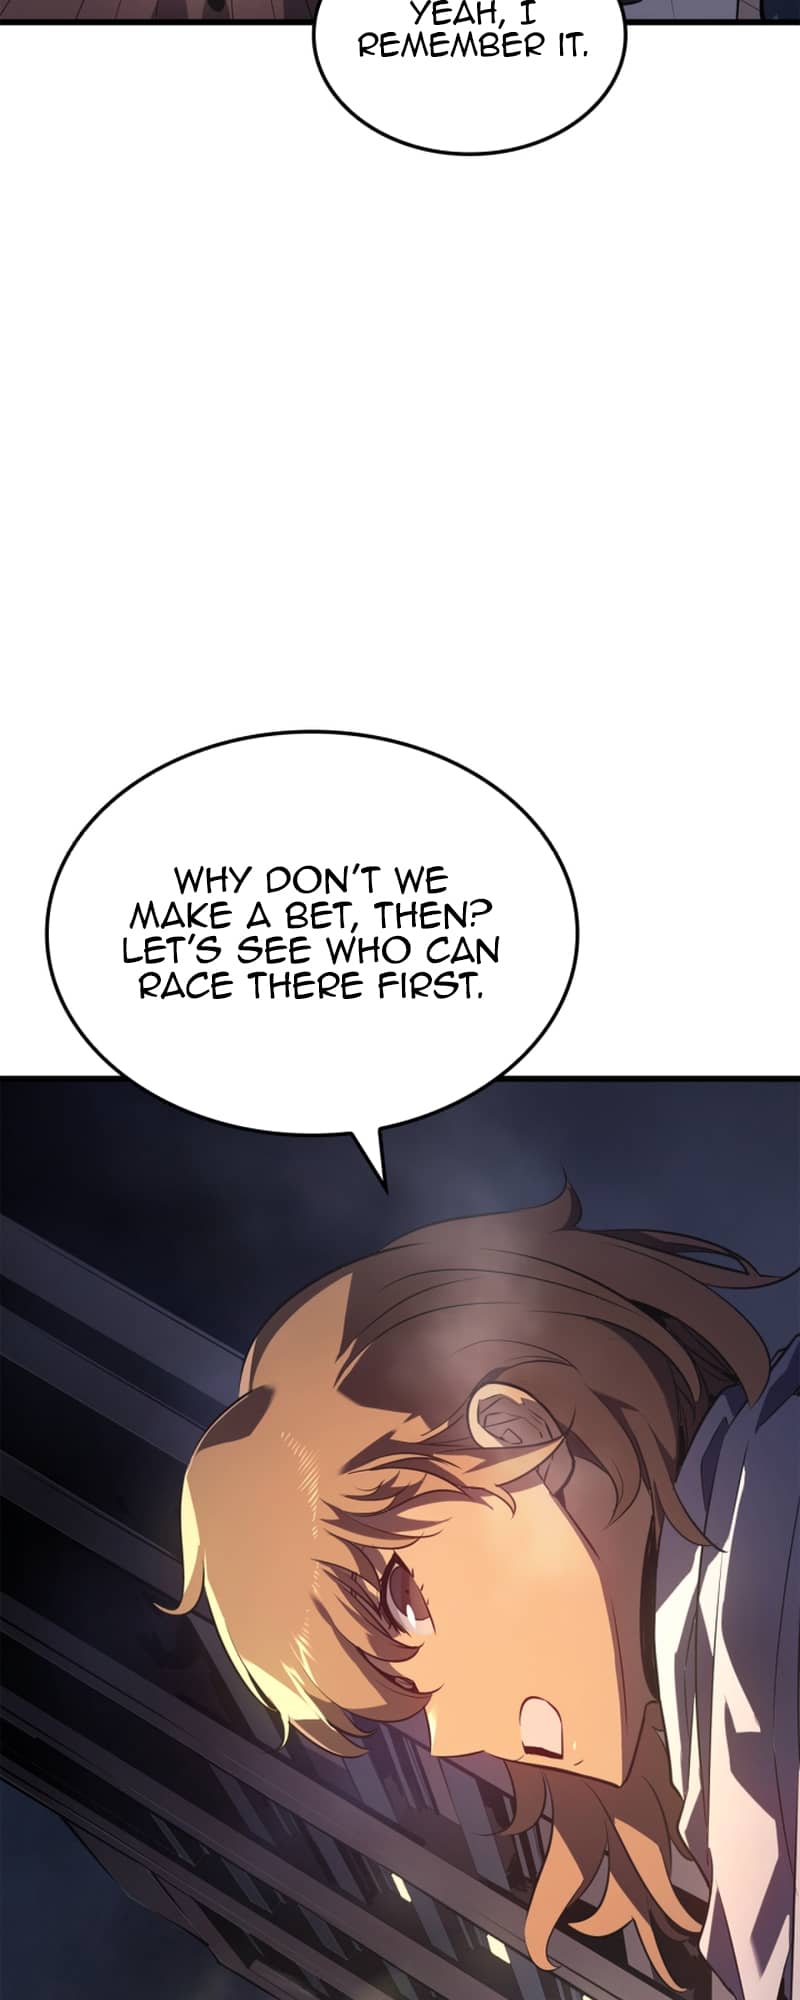 YEAH, I
REMEMBER IT.
WHY DON'T WE
MAKE A BET, THEN?
LET'S SEE WHO CAN
RACE THERE FIRST.